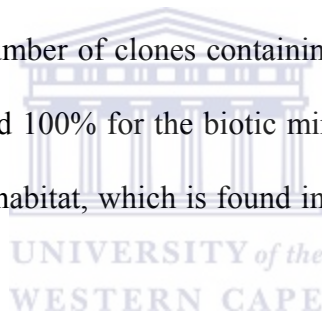 umber of clones containin
d 100% for the biotic mi
habitat, which is found in
UNIVERSITY of the
WESTERN CAPE